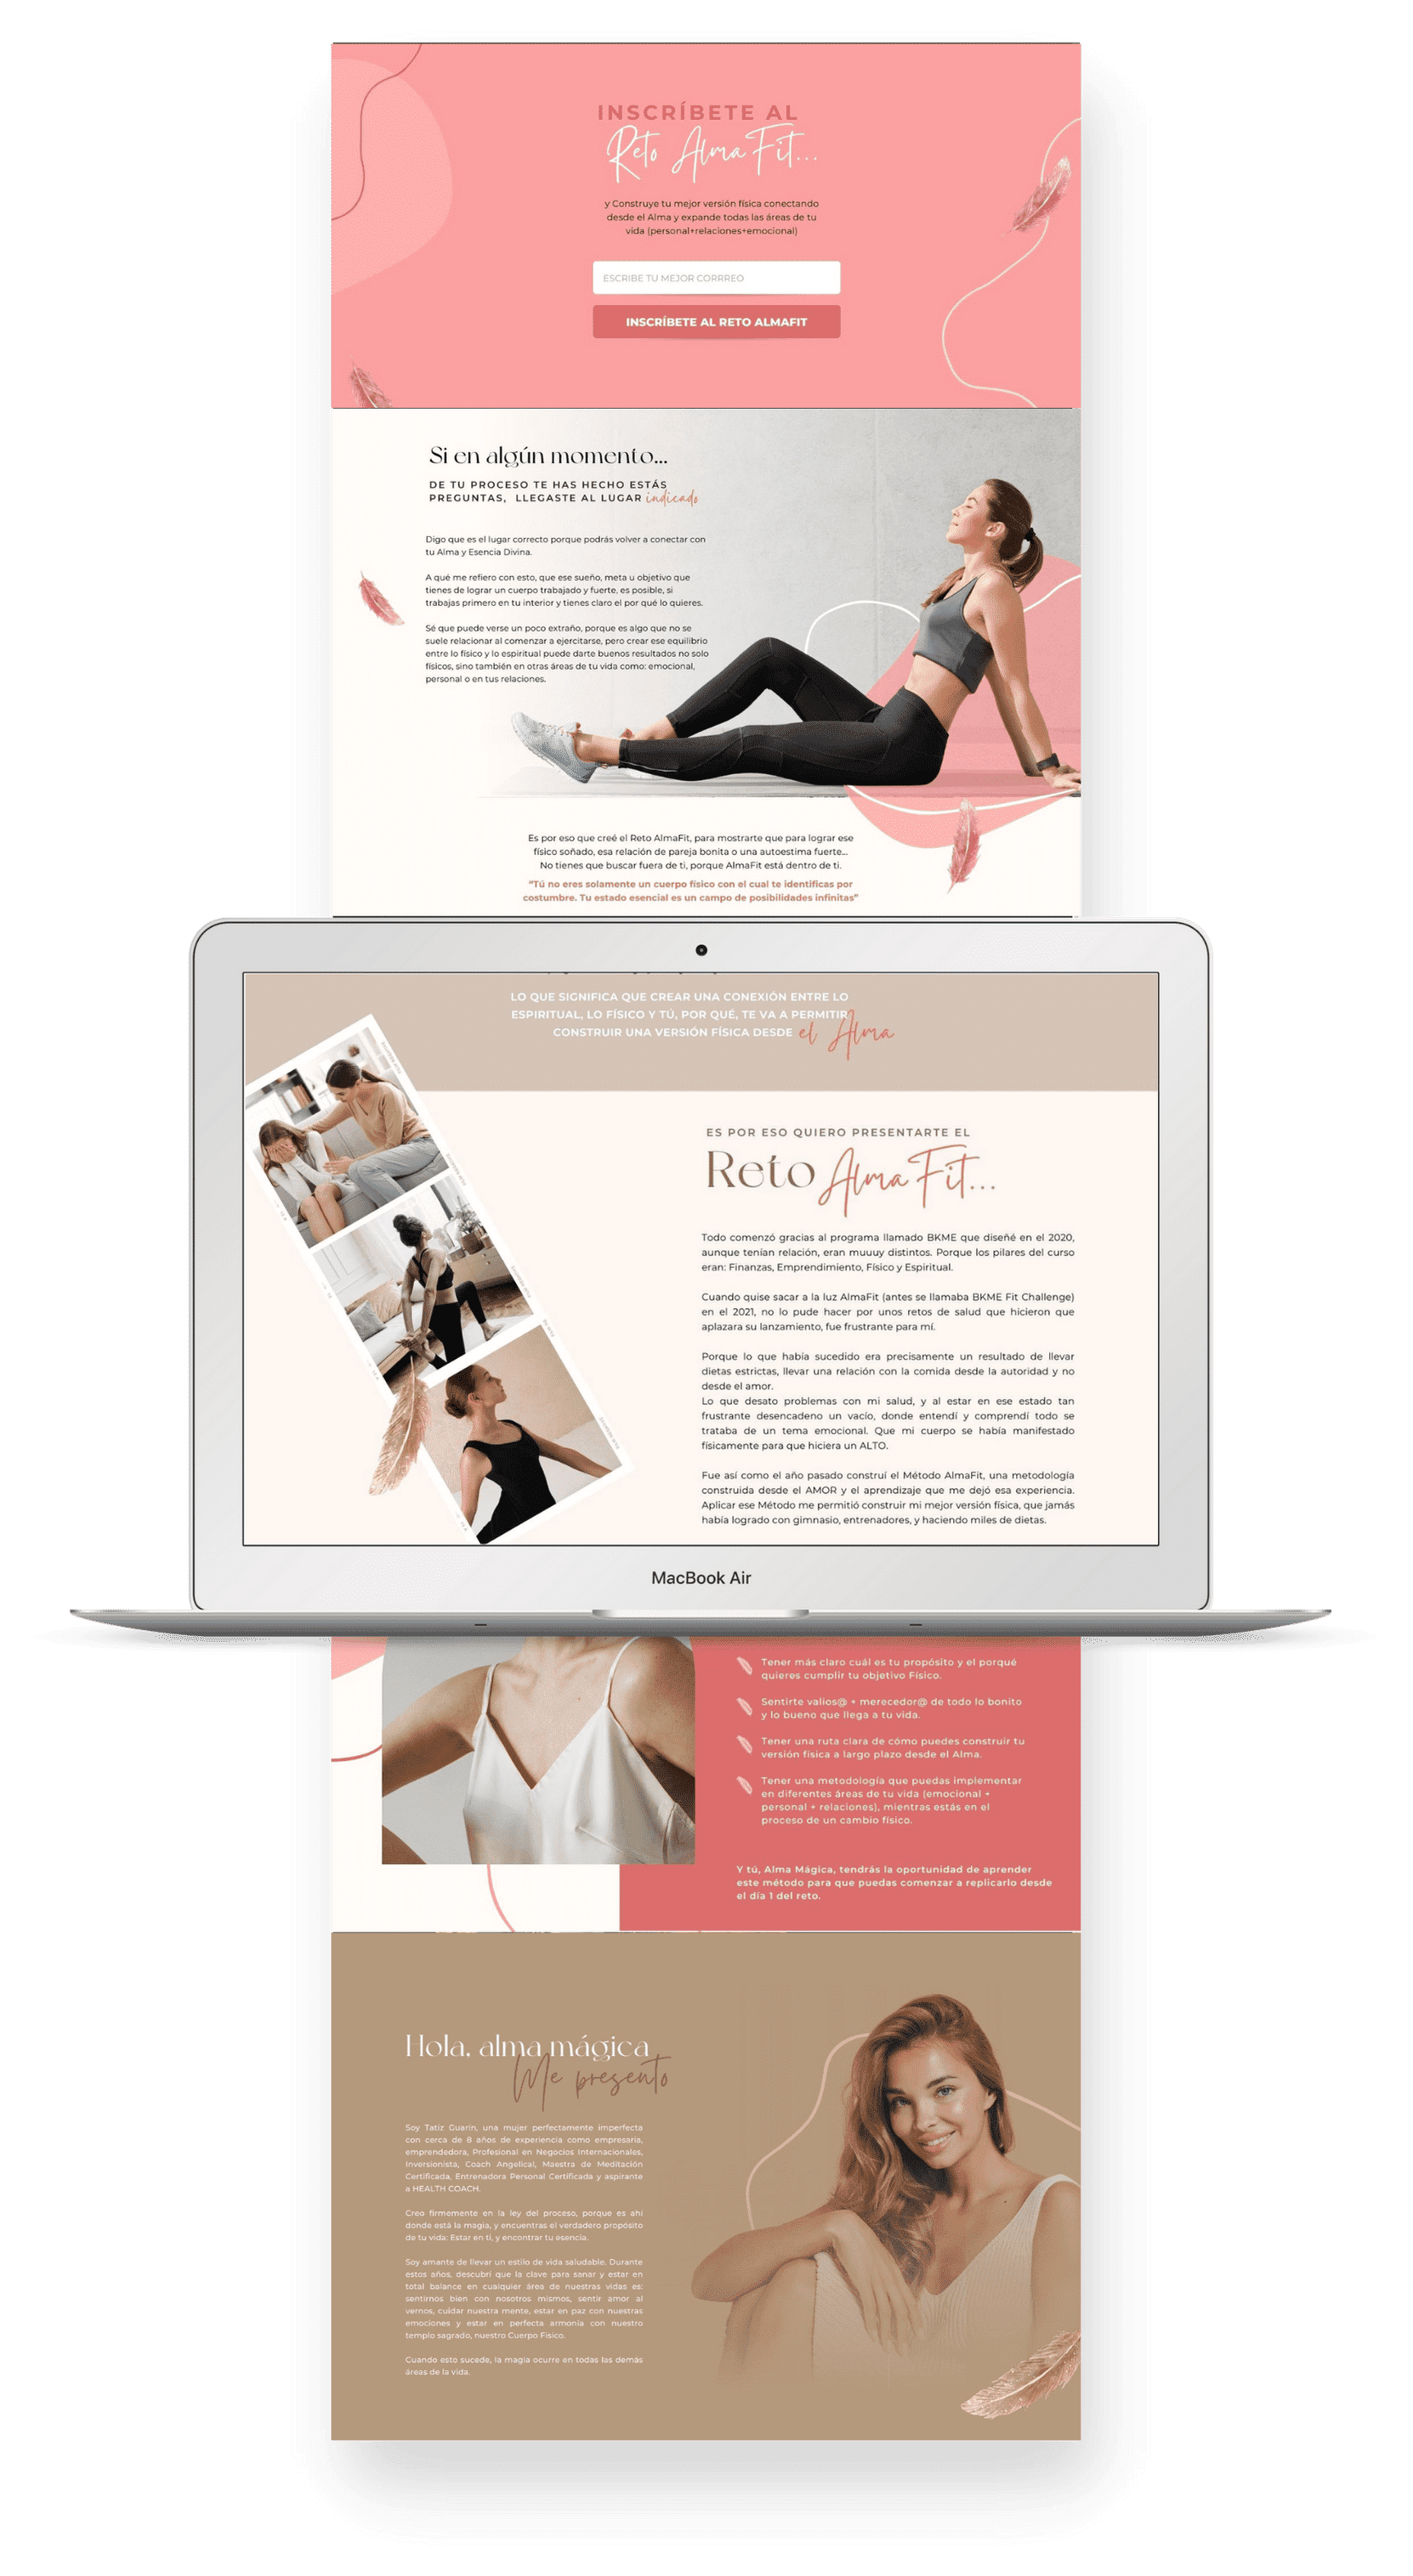 INSCRÍBETE AL
Reto AlmaFit...
y Construye tu mejor versión física conectando
desde el Alma y expande todas las áreas de tu
vida (personal+relaciones+emocional)
ESCRIBE TU MEJOR CORRREO
INSCRÍBETE AL RETO ALMAFIT
Si en algún momento...
DE TU PROCESO TE HAS HECHO ESTÁS
PREGUNTAS, LLEGASTE AL LUGAR indicado
Digo que es el lugar correcto porque podrás volver a conectar con
tu Alma y Esencia Divina.
A qué me refiero con esto, que ese sueño, meta u objetivo que
tienes de lograr un cuerpo trabajado y fuerte, es posible, si
trabajas primero en tu interior y tienes claro el por qué lo quieres.
Sé que puede verse un poco extraño, porque es algo que no se
suele relacionar al comenzar a ejercitarse, pero crear ese equilibrio
entre lo físico y lo espiritual puede darte buenos resultados no solo
físicos, sino también en otras áreas de tu vida como: emocional,
personal o en tus relaciones.
Es por eso que creé el Reto AlmaFit, para mostrarte que para lograr ese
físico soñado, esa relación de pareja bonita o una autoestima fuerte...
No tienes que buscar fuera de ti, porque AlmaFit está dentro de ti.
"Tú no eres solamente un cuerpo físico con el cual te identificas por
costumbre. Tu estado esencial es un campo de posibilidades infinitas"
LO QUE SIGNIFICA QUE CREAR UNA CONEXIÓN ENTRE LO
ESPIRITUAL, LO FÍSICO Y TÚ, POR QUÉ, TE VA A PERMITIR
CONSTRUIR UNA VERSIÓN FÍSICA DESDE el Alma
ES POR ESO QUIERO PRESENTARTE EL
Reto AlmaFit...
Todo comenzó gracias al programa llamado BKME que diseñé en el 2020,
aunque tenían relación, eran muuuy distintos. Porque los pilares del curso
eran: Finanzas, Emprendimiento, Físico y Espiritual.
Cuando quise sacar a la luz AlmaFit (antes se llamaba BKME Fit Challenge)
en el 2021, no lo pude hacer por unos retos de salud que hicieron que
aplazara su lanzamiento, fue frustrante para mí.
Porque lo que había sucedido era precisamente un resultado de llevar
dietas estrictas, llevar una relación con la comida desde la autoridad y no
desde el amor.
Lo que desato problemas con mi salud, y al estar en ese estado tan
frustrante desencadeno un vacío, donde entendí y comprendí todo se
trataba de un tema emocional. Que mi cuerpo se había manifestado
físicamente para que hiciera un ALTO.
Fue así como el año pasado construí el Método AlmaFit, una metodología
construida desde el AMOR y el aprendizaje que me dejó esa experiencia.
Aplicar ese Método me permitió construir mi mejor versión física, que jamás
había logrado con gimnasio, entrenadores, y haciendo miles de dietas.
MacBook Air
Tener más claro cuál es tu propósito y el porqué
quieres cumplir tu objetivo Físico.
Sentirte valios@ + merecedor@ de todo lo bonito
y lo bueno que llega a tu vida.
Tener una ruta clara de cómo puedes construir tu
versión física a largo plazo desde el Alma.
Tener una metodología que puedas implementar
en diferentes áreas de tu vida (emocional +
personal + relaciones), mientras estás en el
proceso de un cambio físico.
Y tú, Alma Mágica, tendrás la oportunidad de aprender
este método para que puedas comenzar a replicarlo desde
el día 1 del reto.
Hola, alma mágica
Me presento
Soy Tatiz Guarín, una mujer perfectamente imperfecta
con cerca de 8 años de experiencia como empresaria,
emprendedora, Profesional en Negocios Internacionales,
Inversionista, Coach Angelical, Maestra de Meditación
Certificada, Entrenadora Personal Certificada y aspirante
a HEALTH COACH.
Creo firmemente en la ley del proceso, porque es ahí
donde está la magia, y encuentras el verdadero propósito
de tu vida: Estar en ti, y encontrar tu esencia.
Soy amante de llevar un estilo de vida saludable. Durante
estos años, descubrí que la clave para sanar y estar en
total balance en cualquier área de nuestras vidas es:
sentirnos bien con nosotros mismos, sentir amor al
vernos, cuidar nuestra mente, estar en paz con nuestras
emociones y estar en perfecta armonía con nuestro
templo sagrado, nuestro Cuerpo Físico.
Cuando esto sucede, la magia ocurre en todas las demás
áreas de la vida.